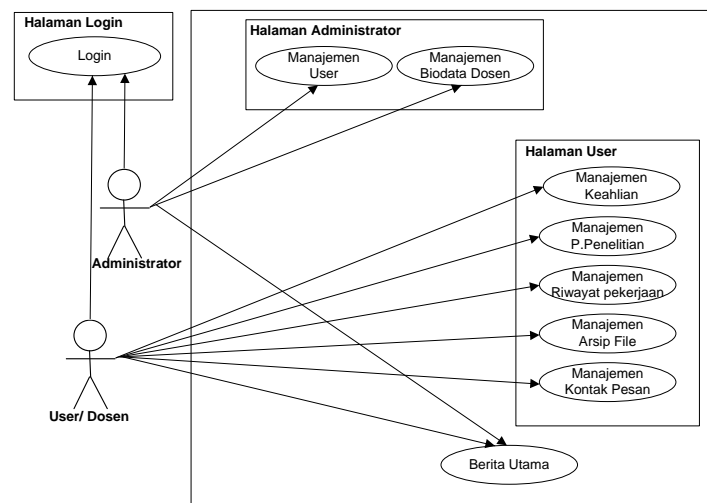 Halaman Login
Login
Halaman Administrator
Manajemen
User
Manajemen
Biodata Dosen
Administrator
Halaman User
Manajemen
Keahlian
Manajemen
P.Penelitian
Manajemen
Riwayat pekerjaan
Manajemen
Arsip File
Manajemen
Kontak Pesan
User/ Dosen
Berita Utama